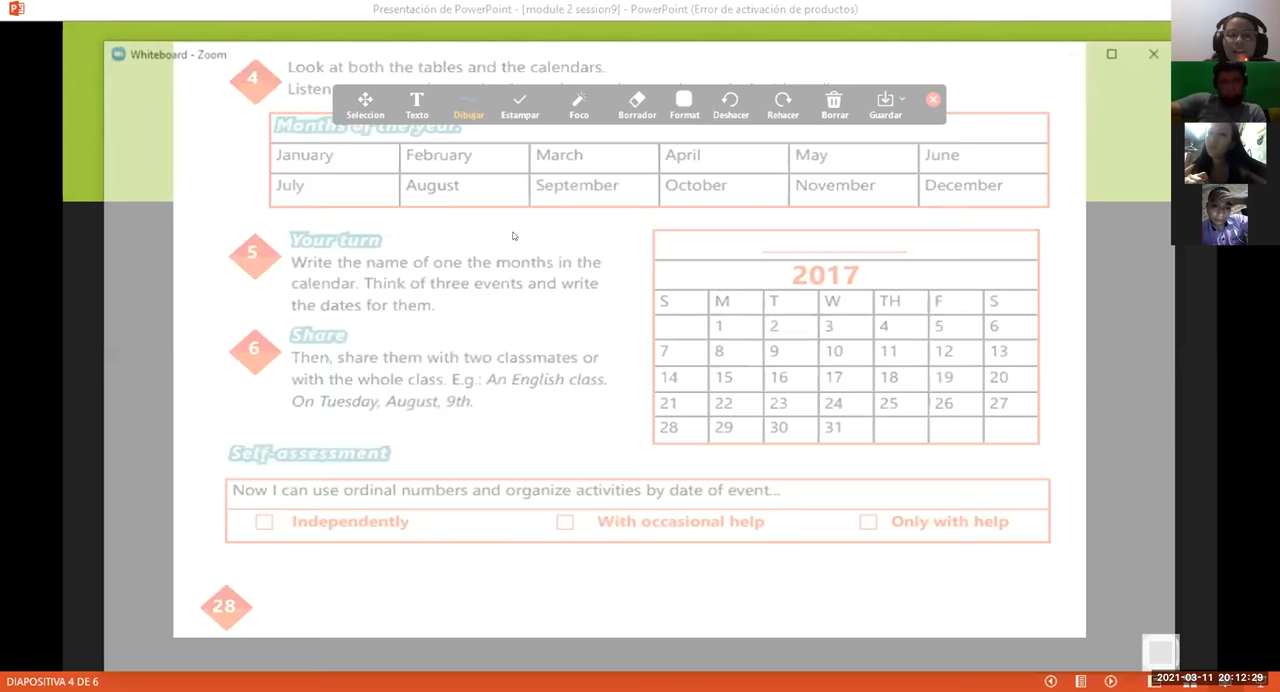 Presentación de PowerPoint - [module 2 session9] - PowerPoint (Error de activación de productos)
Whiteboard - Zoom
4
Look at both the tables and the calendars.
Selección Texto Dibujar Estampar Foco Borrador Format Deshacer Rehacer Borrar Guardar
Months of the year.
January February March April May June
July August September October November December
5
Your turn
Write the name of one the months in the
calendar. Think of three events and write
the dates for them.
6
Share
Then, share them with two classmates or
with the whole class. E.g.: An English class.
On Tuesday, August, 9th.
2017
S M T W TH F S
1 2 3 4 5 6
7 8 9 10 11 12 13
14 15 16 17 18 19 20
21 22 23 24 25 26 27
28 29 30 31
Self-assessment
Now I can use ordinal numbers and organize activities by date of event...
Independently With occasional help Only with help
28
DIAPOSITIVA 4 DE 6
2021-03-11 20:12:29